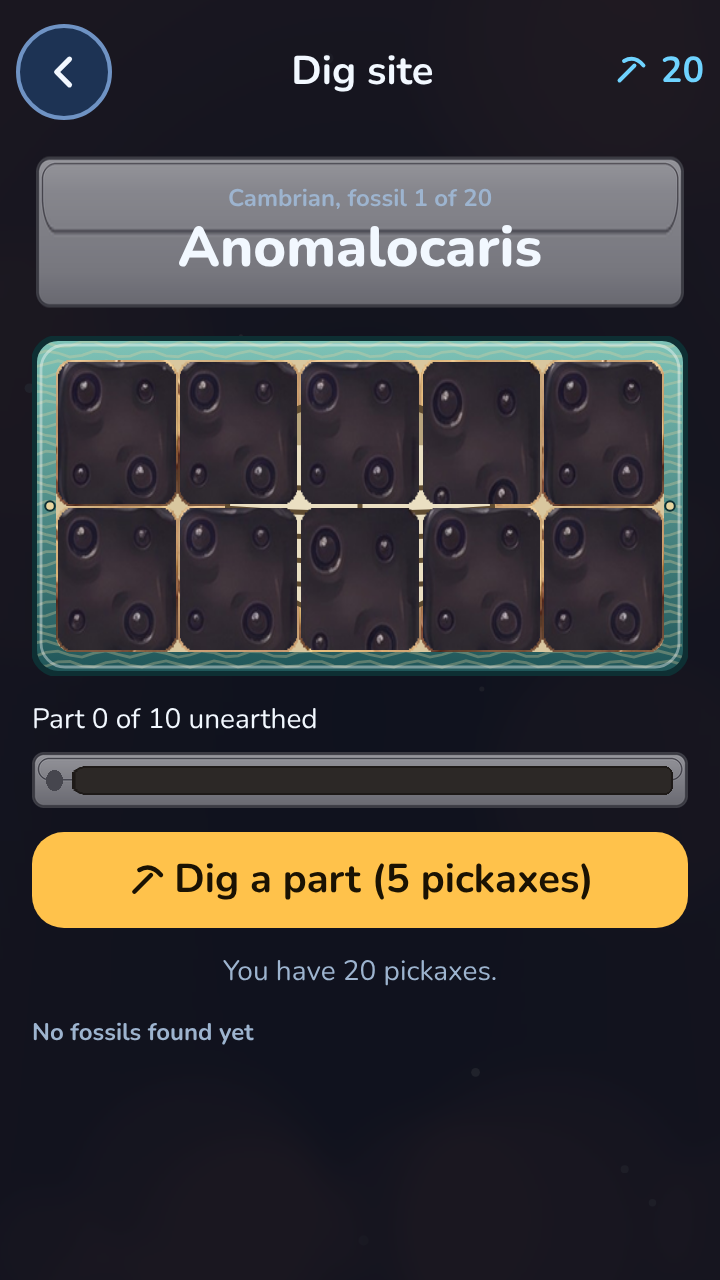 Dig site
20
Cambrian, fossil 1 of 20
Anomalocaris
Part 0 of 10 unearthed
Dig a part (5 pickaxes)
You have 20 pickaxes.
No fossils found yet